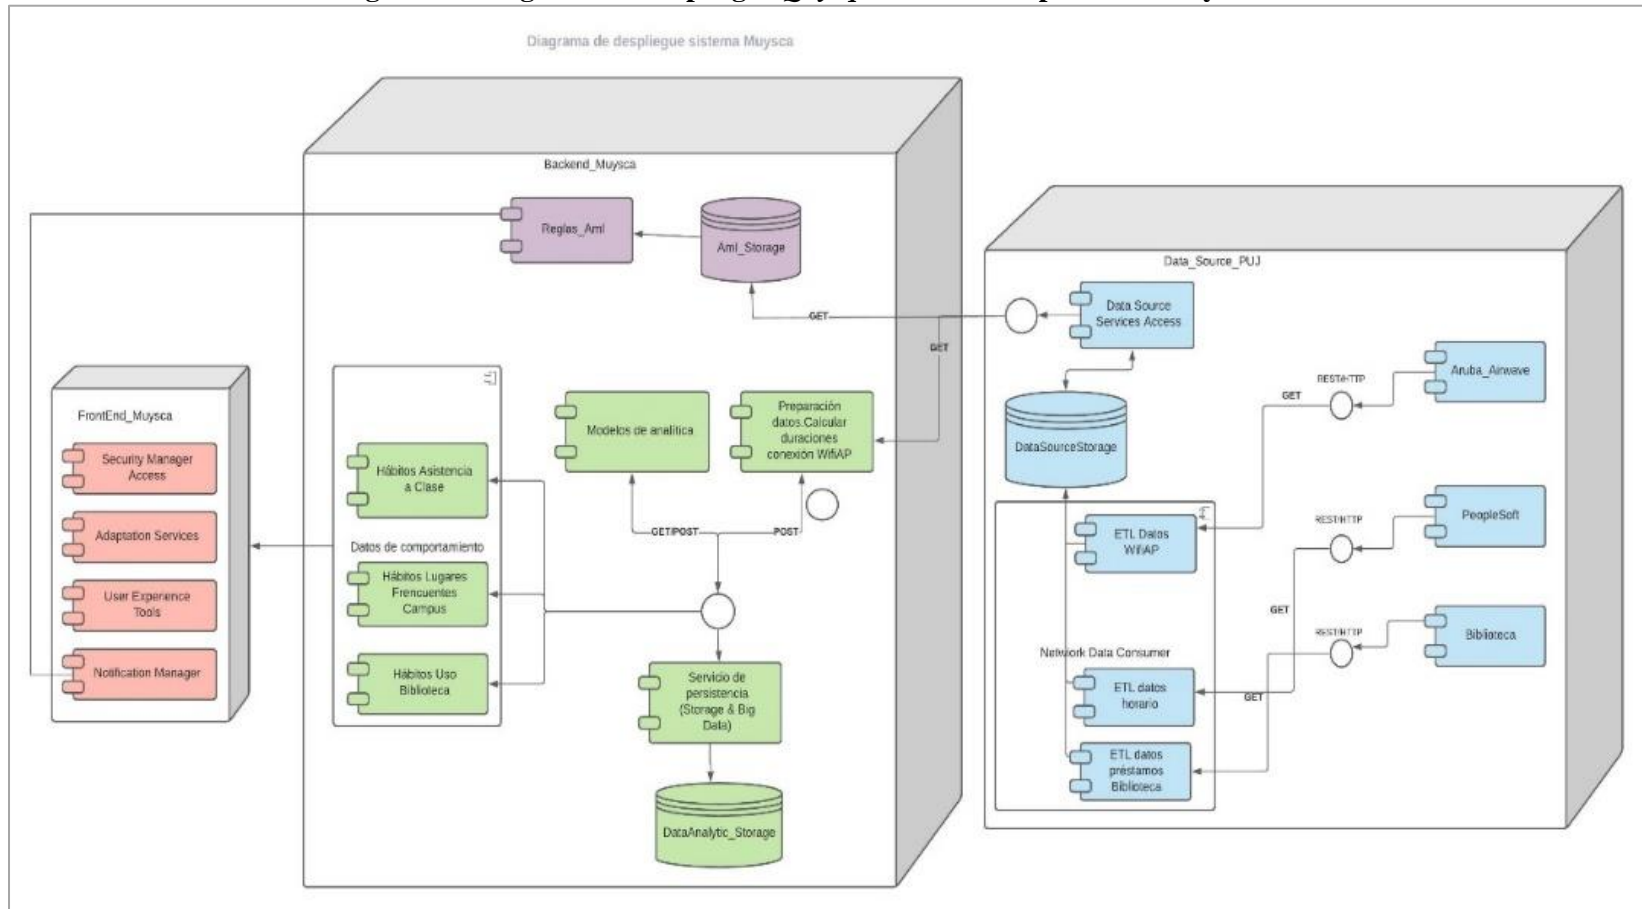 Diagrama de despliegue sistema Muysca
Backend_Muysca
Reglas_AmI
AmI_Storage
GET
GET
Data_Source_PUJ
Data Source
Services Access
DataSourceStorage
Aruba_Airwave
REST/HTTP
GET
PeopleSoft
REST/HTTP
GET
Biblioteca
REST/HTTP
GET
ETL Datos
WifiAP
Network Data Consumer
ETL datos
horario
ETL datos
préstamos
Biblioteca
FrontEnd_Muysca
Security Manager
Access
Adaptation Services
User Experience
Tools
Notification Manager
Hábitos Asistencia
a Clase
Datos de comportamiento
Hábitos Lugares
Frencuentes
Campus
Hábitos Uso
Biblioteca
Modelos de analítica
Preparación
datos.Calcular
duraciones
conexión WifiAP
GET/POST
POST
Servicio de
persistencia
(Storage & Big
Data)
DataAnalytic_Storage